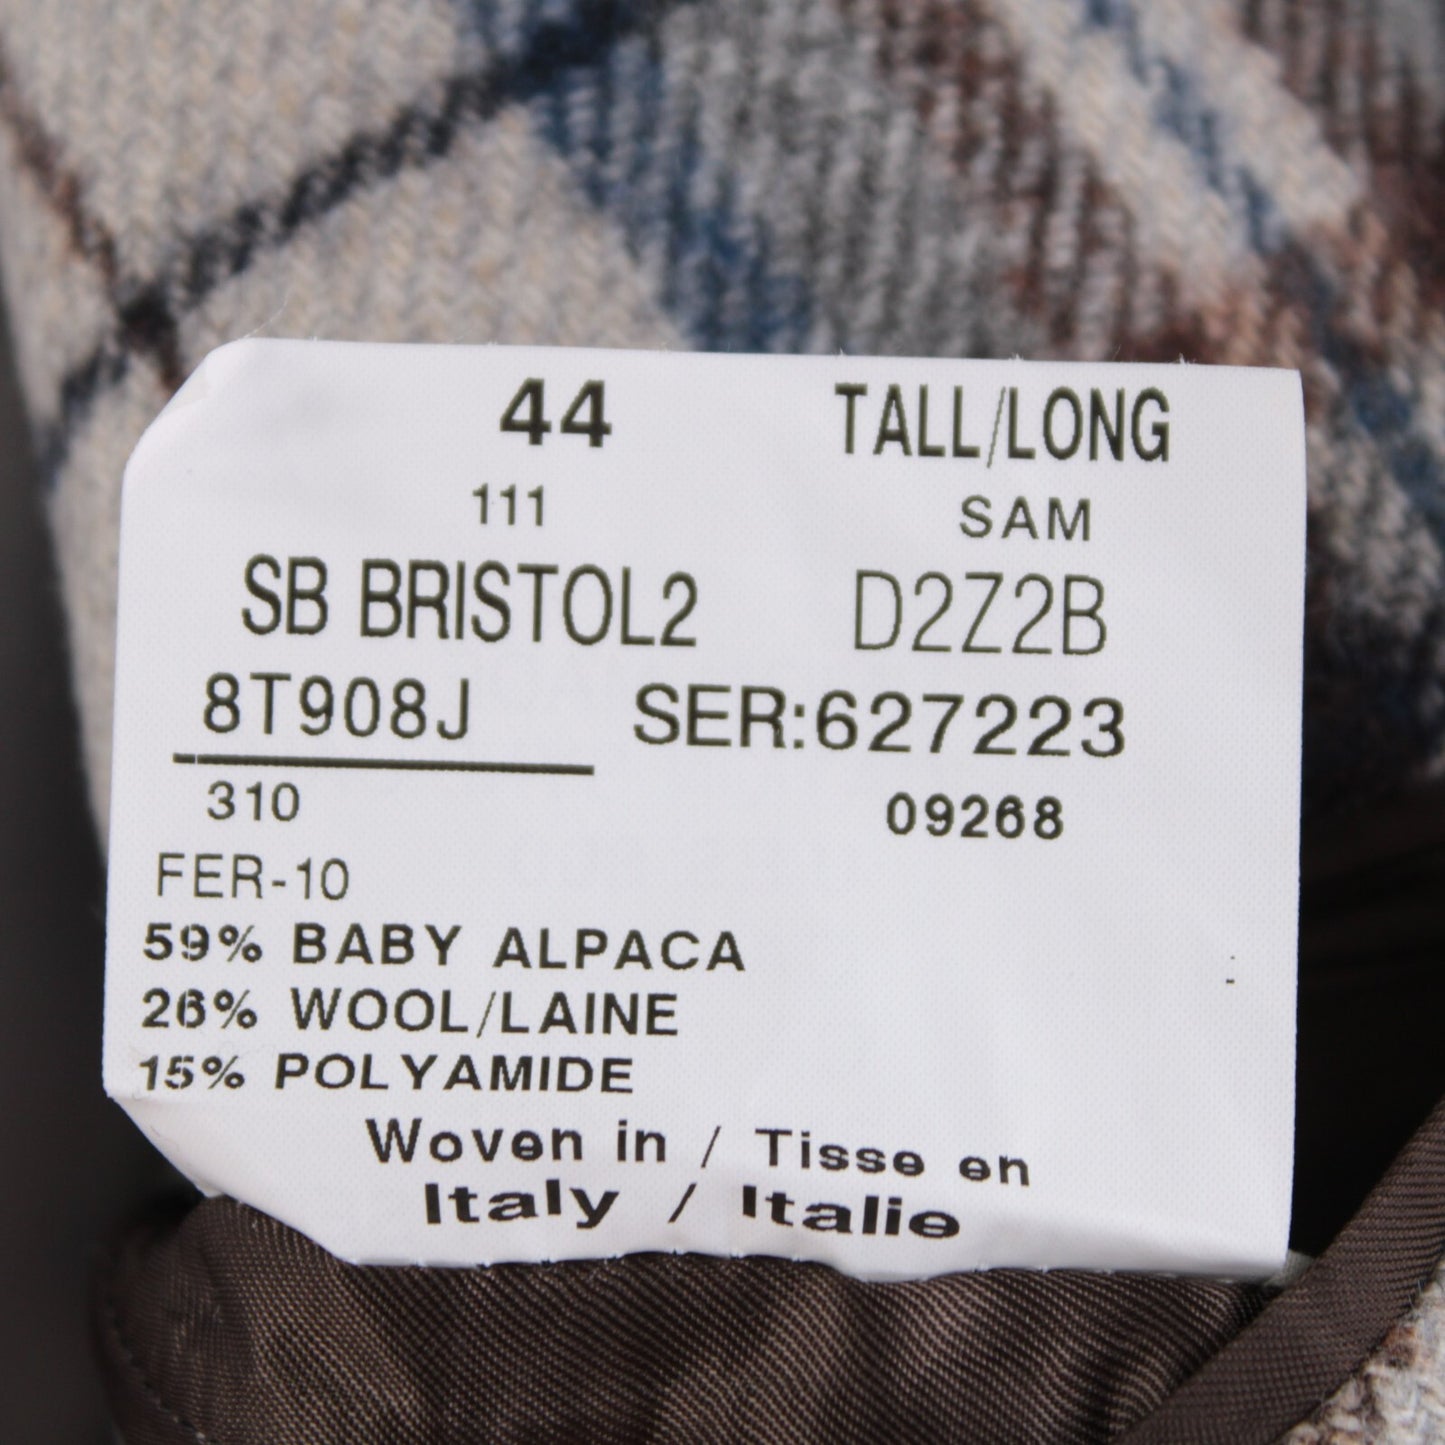 44 TALL/LONG
111 SAM
SB BRISTOL2 D2Z2B
8T908J SER:627223
310 09268
FER-10
59% BABY ALPACA
26% WOOL/LAINE
15% POLYAMIDE
Woven in / Tisse en
Italy / Italie